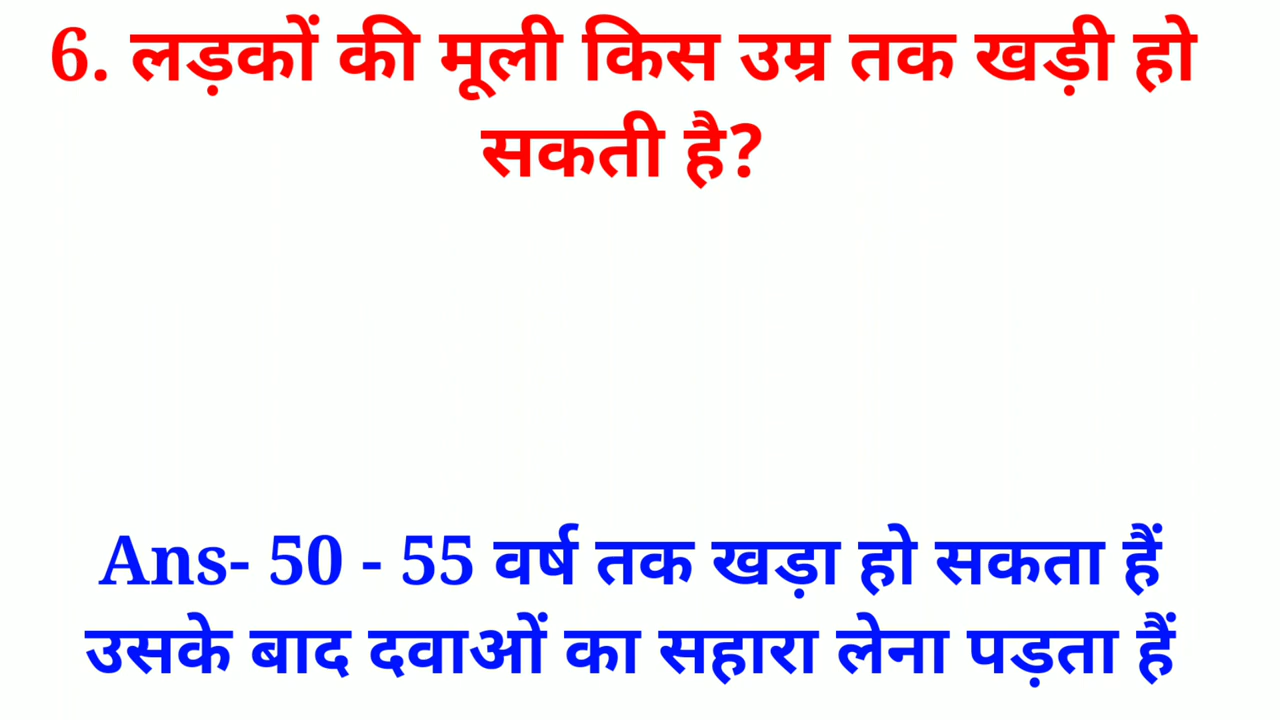 6. लड़कों की मूली किस उम्र तक खड़ी हो
सकती है?
Ans- 50 - 55 वर्ष तक खड़ा हो सकता हैं
उसके बाद दवाओं का सहारा लेना पड़ता हैं